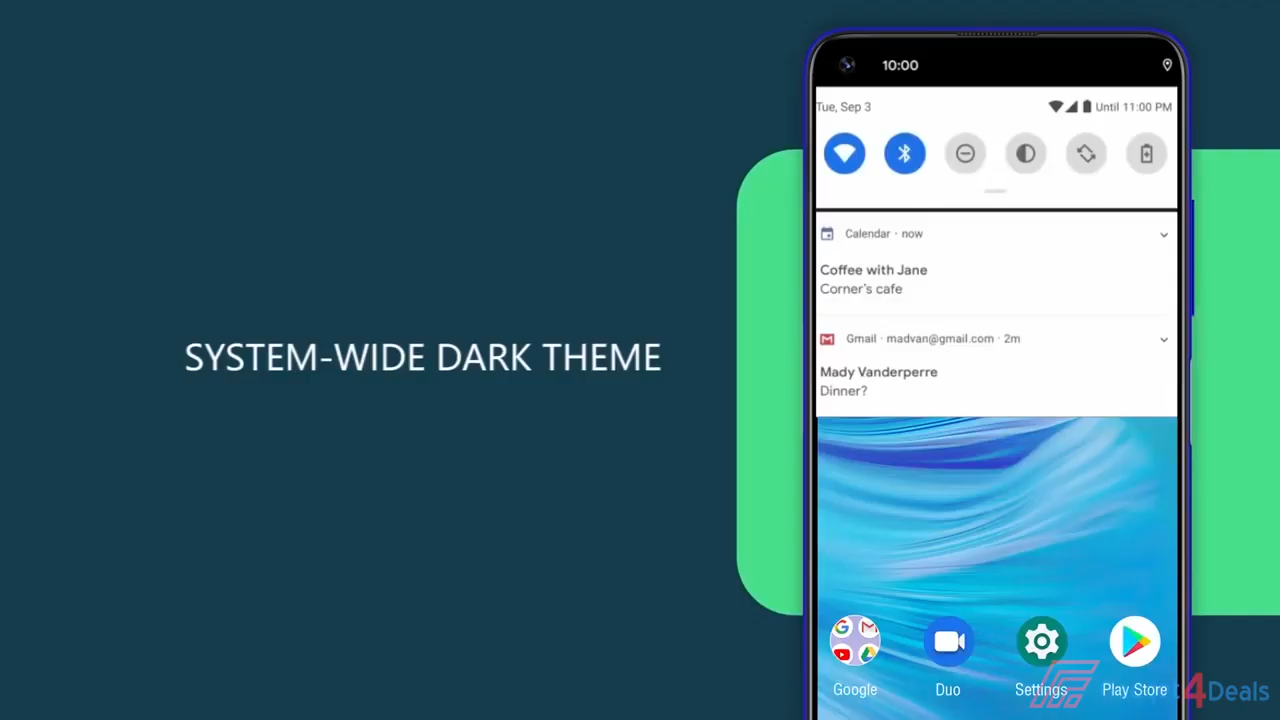 SYSTEM-WIDE DARK THEME
10:00
Tue, Sep 3
Until 11:00 PM
Calendar · now
Coffee with Jane
Corner's cafe
Gmail · madvan@gmail.com · 2m
Mady Vanderperre
Dinner?
Google
Duo
Settings
Play Store
4Deals